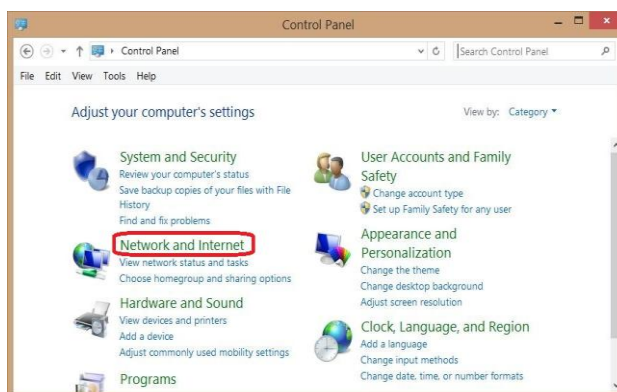 Control Panel
Control Panel
Search Control Panel
File Edit View Tools Help
Adjust your computer's settings
View by: Category
System and Security
Review your computer's status
Save backup copies of your files with File
History
Find and fix problems
Network and Internet
View network status and tasks
Choose homegroup and sharing options
Hardware and Sound
View devices and printers
Add a device
Adjust commonly used mobility settings
Programs
User Accounts and Family
Safety
Change account type
Set up Family Safety for any user
Appearance and
Personalization
Change the theme
Change desktop background
Adjust screen resolution
Clock, Language, and Region
Add a language
Change input methods
Change date, time, or number formats